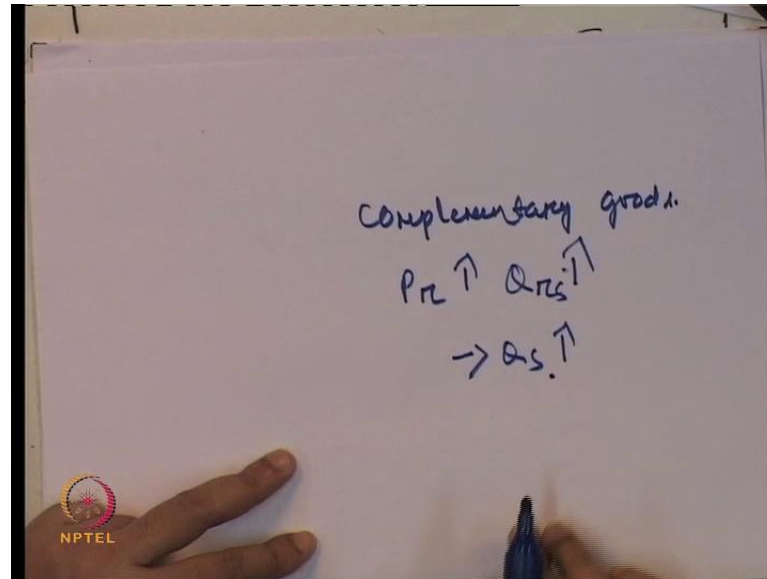 Complementary goods.
Pr ↑ Qrs ↑
→ Qs. ↑
NPTEL